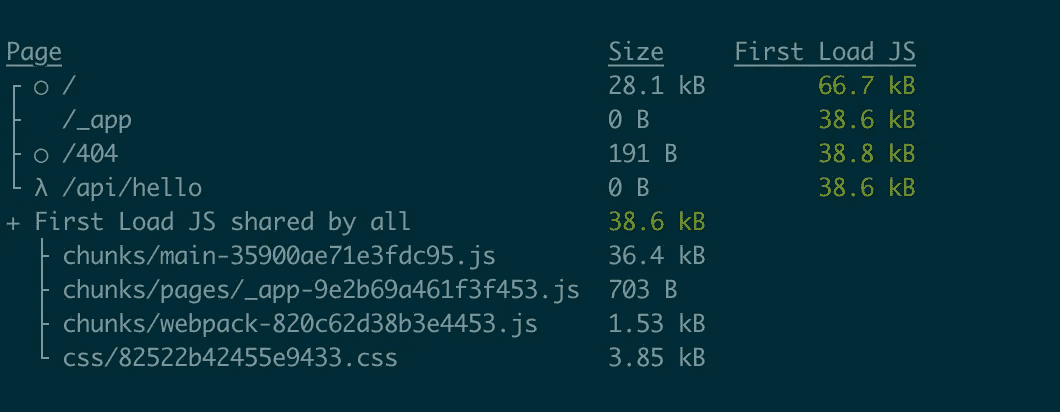 Page Size First Load JS
┌ ○ / 28.1 kB 66.7 kB
├   /_app 0 B 38.6 kB
├ ○ /404 191 B 38.8 kB
└ λ /api/hello 0 B 38.6 kB
+ First Load JS shared by all 38.6 kB
├ chunks/main-35900ae71e3fdc95.js 36.4 kB
├ chunks/pages/_app-9e2b69a461f3f453.js 703 B
├ chunks/webpack-820c62d38b3e4453.js 1.53 kB
└ css/82522b42455e9433.css 3.85 kB